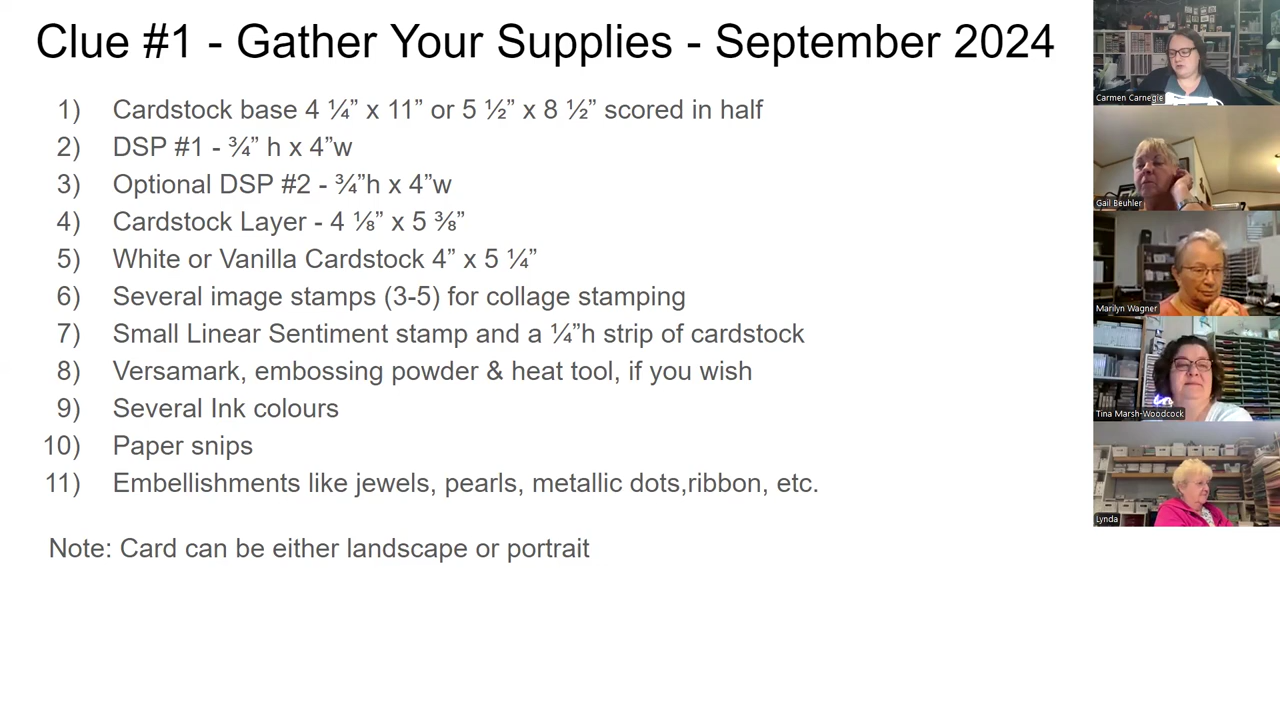 Clue #1 - Gather Your Supplies - September 2024
1) Cardstock base 4 ¼” x 11” or 5 ½” x 8 ½” scored in half
2) DSP #1 - ¾” h x 4”w
3) Optional DSP #2 - ¾”h x 4”w
4) Cardstock Layer - 4 ⅛” x 5 ⅜”
5) White or Vanilla Cardstock 4” x 5 ¼”
6) Several image stamps (3-5) for collage stamping
7) Small Linear Sentiment stamp and a ¼”h strip of cardstock
8) Versamark, embossing powder & heat tool, if you wish
9) Several Ink colours
10) Paper snips
11) Embellishments like jewels, pearls, metallic dots,ribbon, etc.
Note: Card can be either landscape or portrait
Carmen Carnegie
Gail Beuhler
Marilyn Wagner
Tina Marsh-Woodcock
Lynda